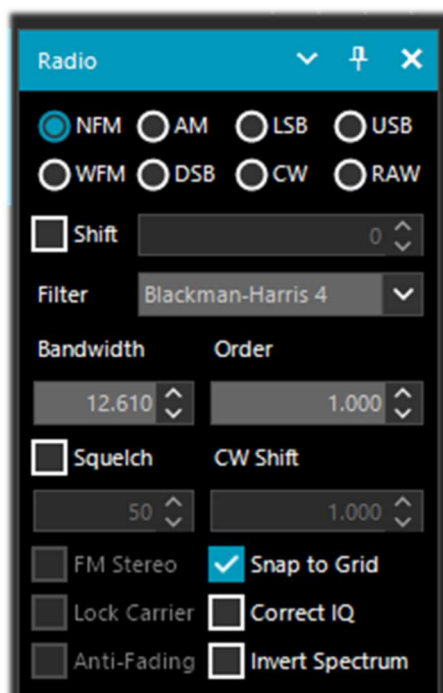 Radio
NFM AM LSB USB
WFM DSB CW RAW
Shift 0
Filter Blackman-Harris 4
Bandwidth Order
12.610 1.000
Squelch CW Shift
50 1.000
FM Stereo Snap to Grid
Lock Carrier Correct IQ
Anti-Fading Invert Spectrum